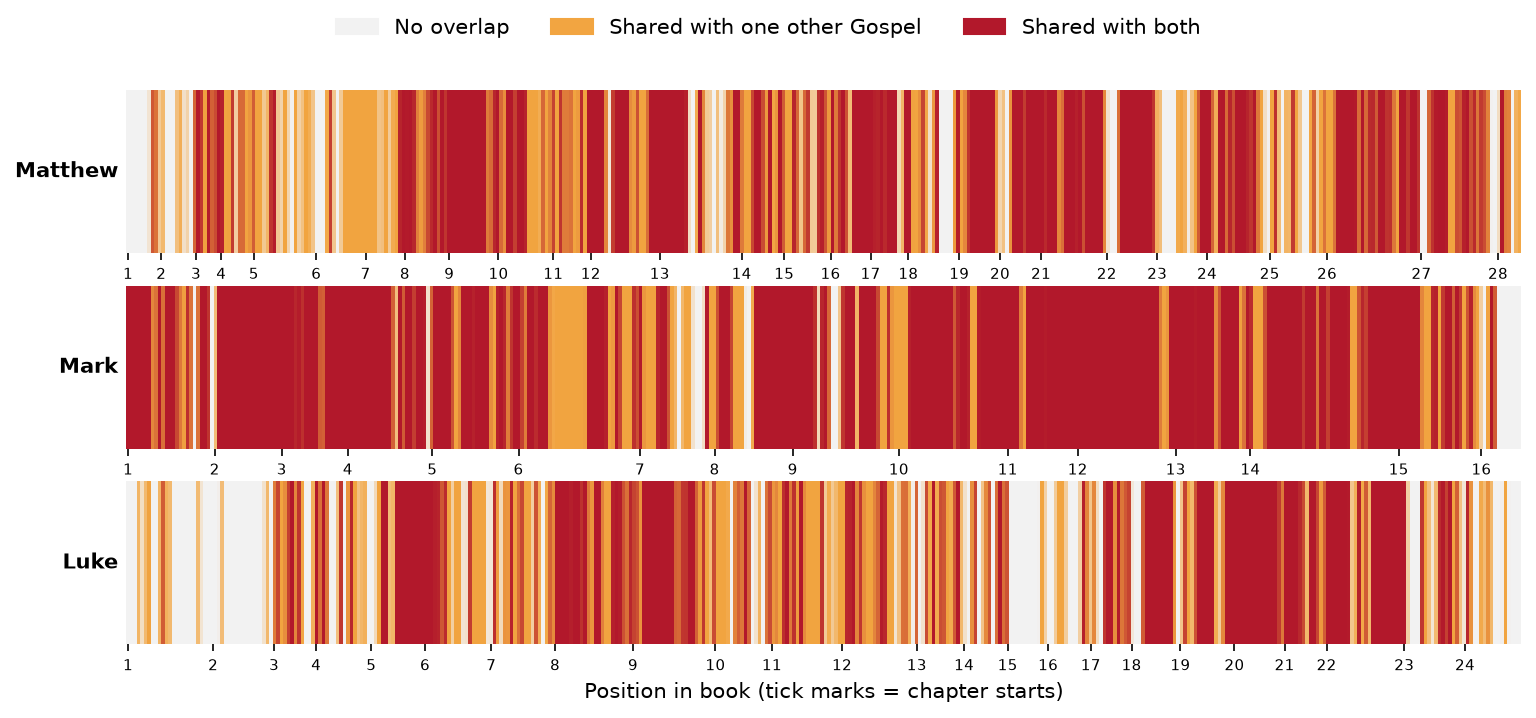 No overlap Shared with one other Gospel Shared with both
Matthew
1 2 3 4 5 6 7 8 9 10 11 12 13 14 15 16 17 18 19 20 21 22 23 24 25 26 27 28
Mark
1 2 3 4 5 6 7 8 9 10 11 12 13 14 15 16
Luke
1 2 3 4 5 6 7 8 9 10 11 12 13 14 15 16 17 18 19 20 21 22 23 24
Position in book (tick marks = chapter starts)